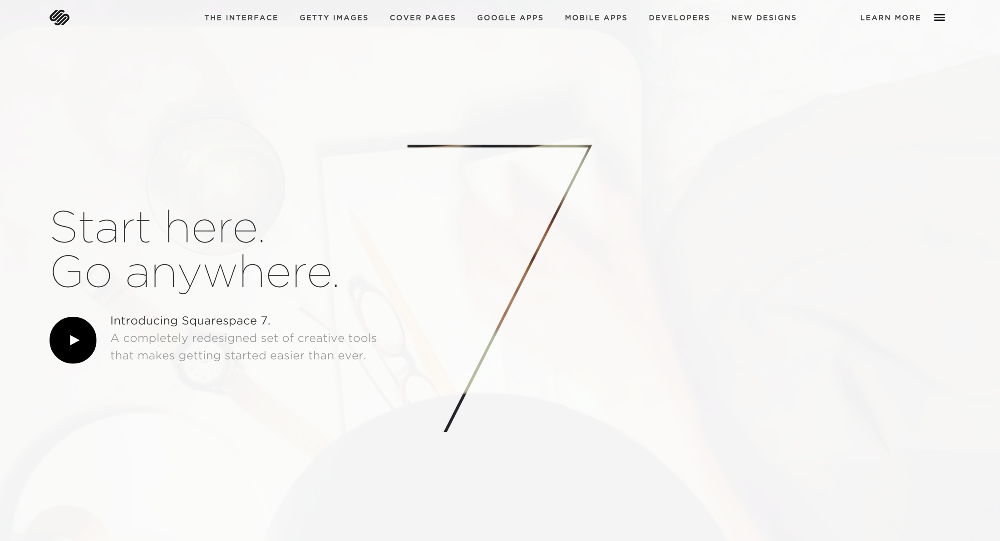 THE INTERFACE GETTY IMAGES COVER PAGES GOOGLE APPS MOBILE APPS DEVELOPERS NEW DESIGNS LEARN MORE
7
Start here.
Go anywhere.
Introducing Squarespace 7.
A completely redesigned set of creative tools
that makes getting started easier than ever.